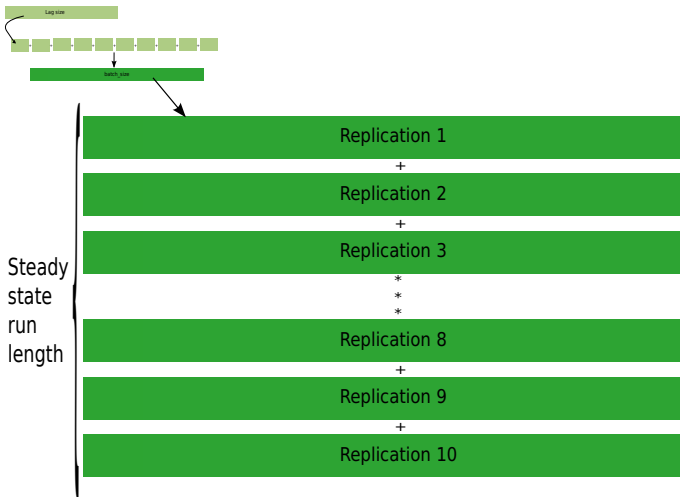 Lag size
+ + + + + + + + +
batch_size
Replication 1
+
Replication 2
+
Replication 3
*
*
*
Replication 8
+
Replication 9
+
Replication 10
Steady
state
run
length